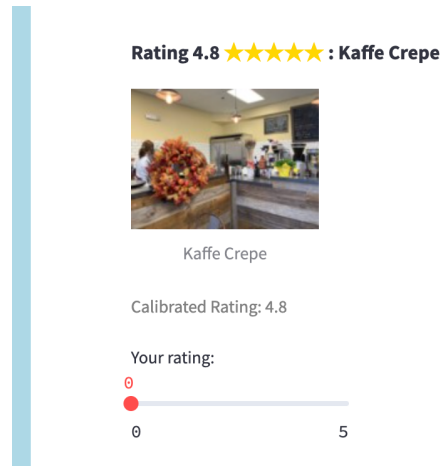 Rating 4.8 ⭐⭐⭐⭐⭐ : Kaffe Crepe
Kaffe Crepe
Calibrated Rating: 4.8
Your rating:
0
0 5